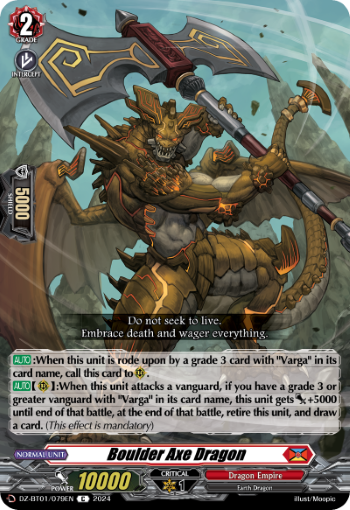 2
GRADE
INTERCEPT
5000
SHIELD
Do not seek to live.
Embrace death and wager everything.
AUTO:When this unit is rode upon by a grade 3 card with "Varga" in its
card name, call this card to .
AUTO[ ]:When this unit attacks a vanguard, if you have a grade 3 or
greater vanguard with "Varga" in its card name, this unit gets +5000
until end of that battle, at the end of that battle, retire this unit, and draw
a card. (This effect is mandatory)
NORMAL UNIT
Boulder Axe Dragon
POWER
10000
CRITICAL
1
Dragon Empire
Earth Dragon
DZ-BT01/079EN C 2024
illust/Moopic